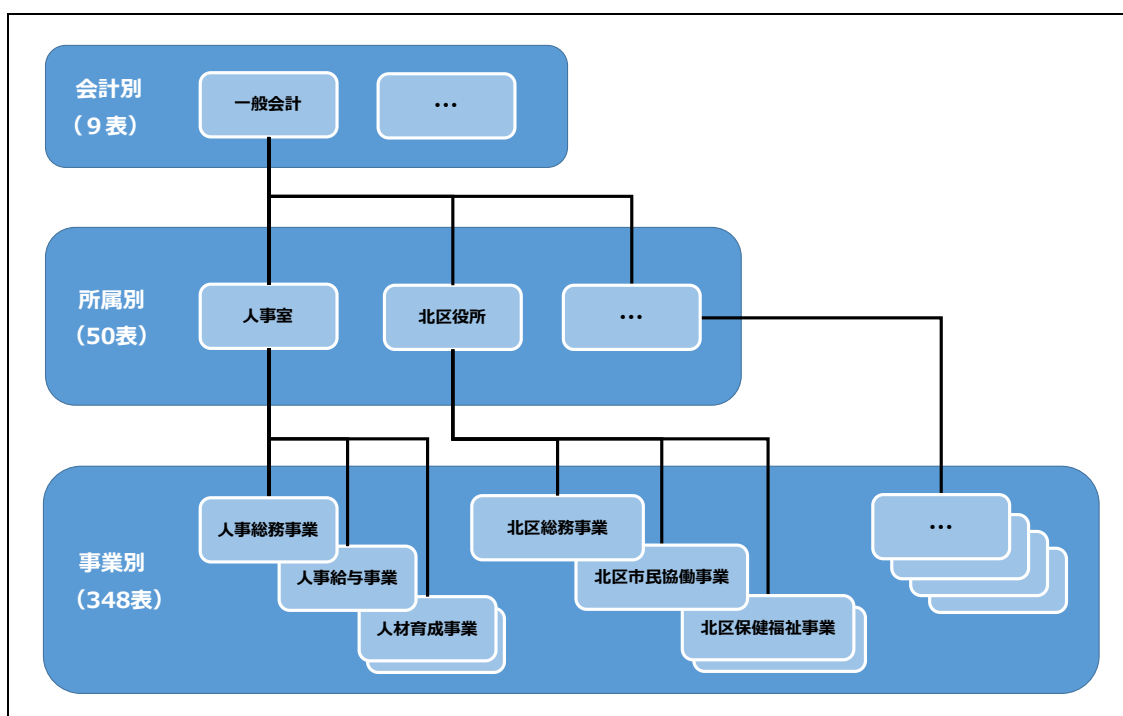 会計別
（９表）
一般会計
…
所属別
（50表）
人事室
北区役所
…
事業別
（348表）
人事総務事業
人事給与事業
人材育成事業
北区総務事業
北区市民協働事業
北区保健福祉事業
…